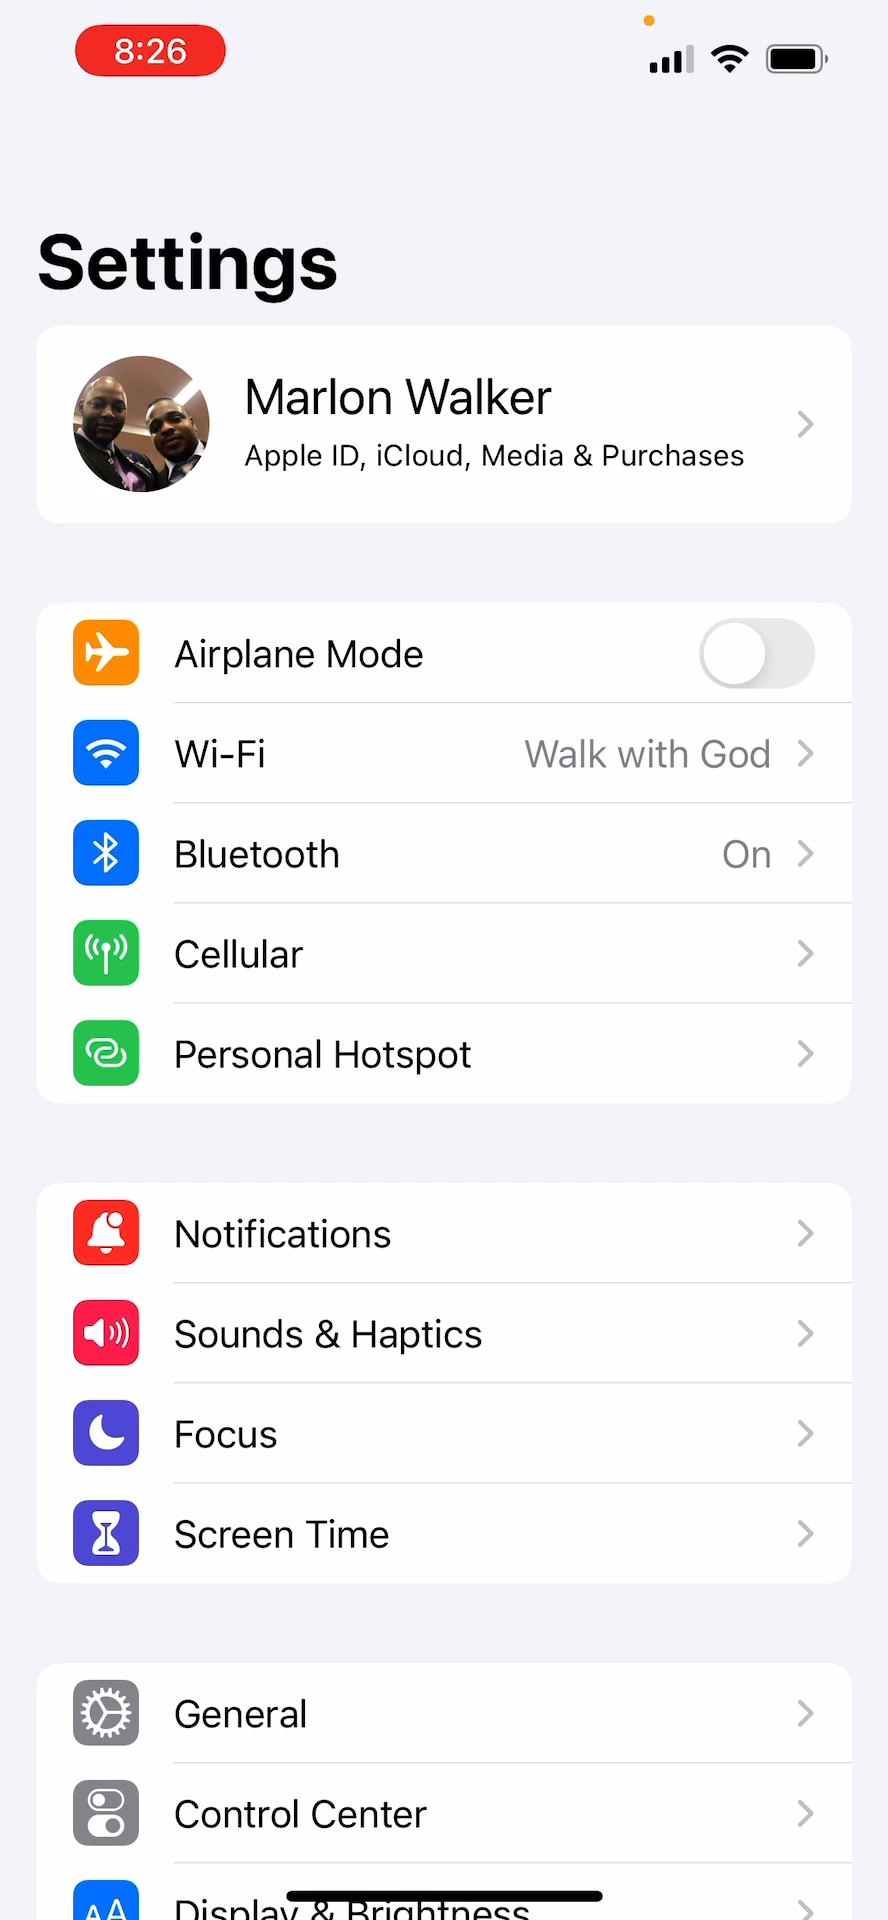 8:26
Settings
Marlon Walker
Apple ID, iCloud, Media & Purchases
Airplane Mode
Wi-Fi Walk with God
Bluetooth On
Cellular
Personal Hotspot
Notifications
Sounds & Haptics
Focus
Screen Time
General
Control Center
AA Display & Brightness